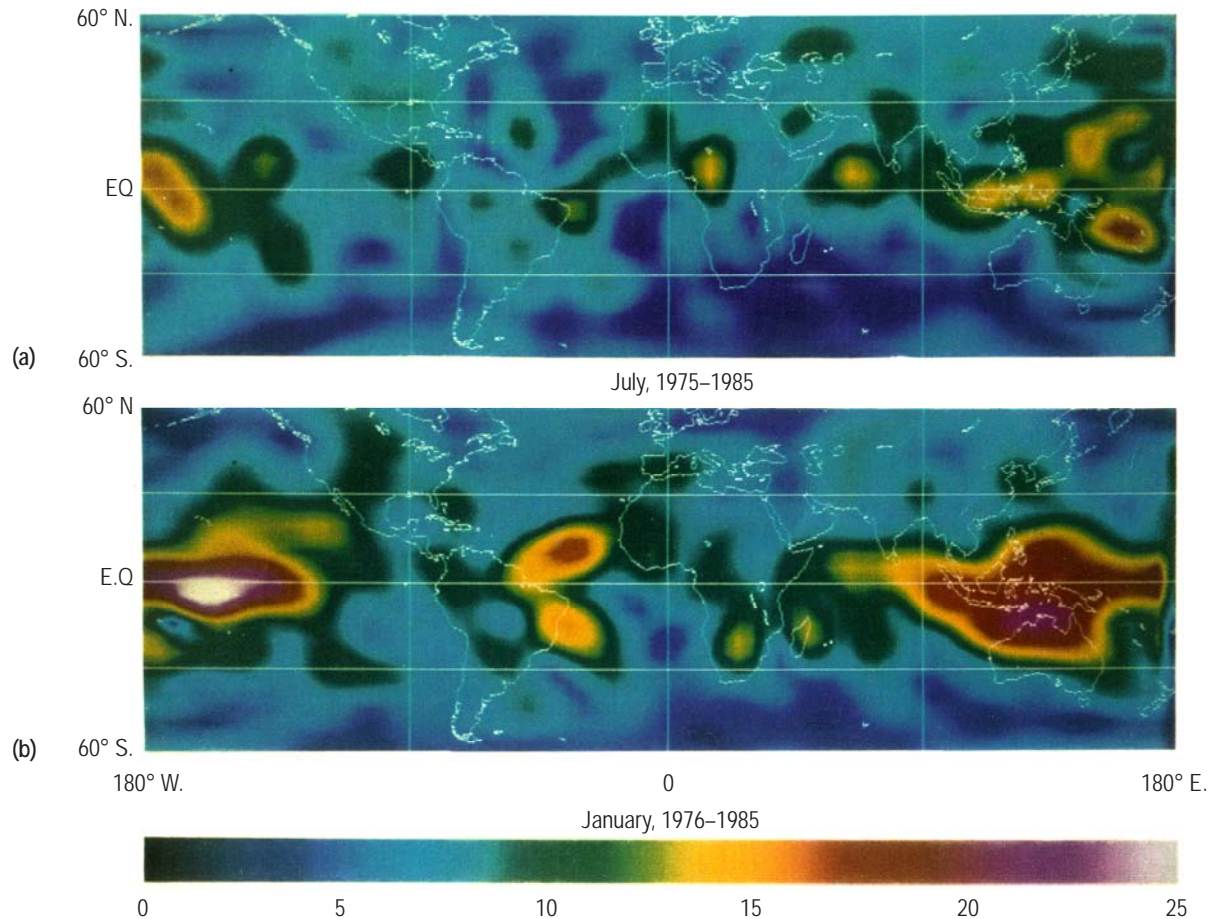 60° N.
EQ
(a)
60° S.
July, 1975–1985
60° N
E.Q
(b)
60° S.
180° W.
0
180° E.
January, 1976–1985
0
5
10
15
20
25